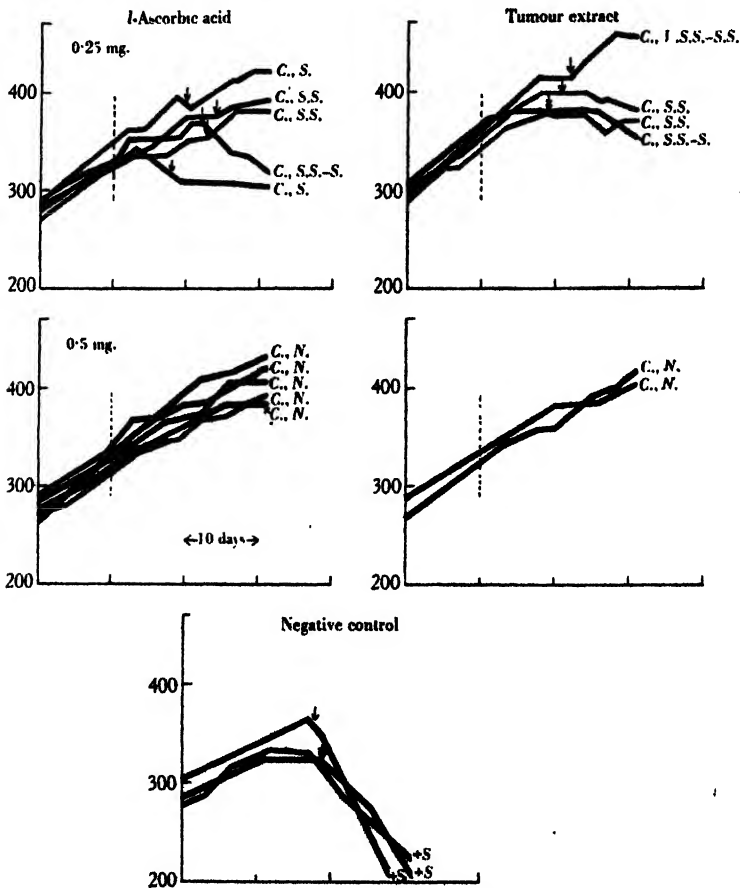 l-Ascorbic acid
Tumour extract
0·25 mg.
400
300
200
C., S.
C., S.S.
C., S.S.
C., S.S.-S.
C., S.
400
300
200
S.S.-S.S.
C., S.S.
C., S.S.
C., S.S.-S.
0·5 mg.
400
300
200
C., N.
C., N.
C., N.
C., N.
C., N.
←10 days→
400
300
200
C., N.
C., N.
Negative control
400
300
200
+S
+S
+S